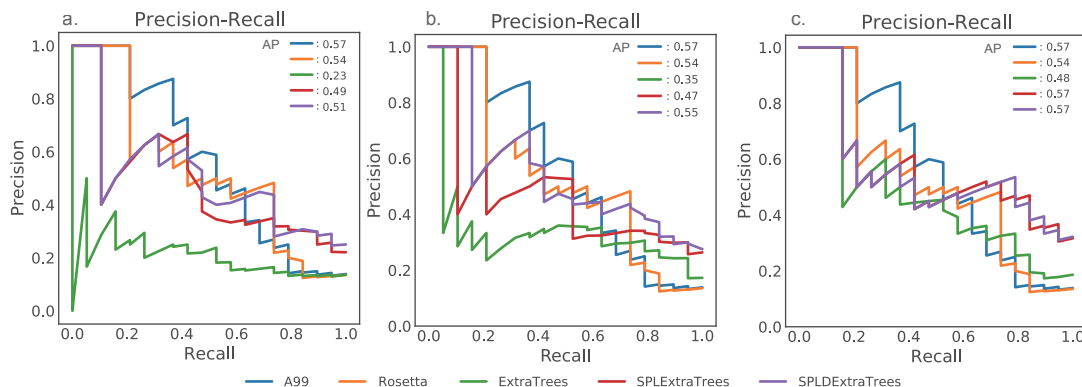 a.
Precision-Recall
AP
: 0.57
: 0.54
: 0.23
: 0.49
: 0.51
Precision
1.0
0.8
0.6
0.4
0.2
0.0
0.0 0.2 0.4 0.6 0.8 1.0
Recall
b.
Precision-Recall
AP
: 0.57
: 0.54
: 0.35
: 0.47
: 0.55
Precision
1.0
0.8
0.6
0.4
0.2
0.0
0.0 0.2 0.4 0.6 0.8 1.0
Recall
c.
Precision-Recall
AP
: 0.57
: 0.54
: 0.48
: 0.57
: 0.57
Precision
1.0
0.8
0.6
0.4
0.2
0.0
0.0 0.2 0.4 0.6 0.8 1.0
Recall
A99 Rosetta ExtraTrees SPLExtraTrees SPLDExtraTrees